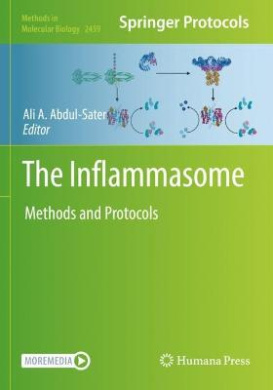 Methods in
Molecular Biology 2459
Springer Protocols
Ali A. Abdul-Sater
Editor
The Inflammasome
Methods and Protocols
MOREMEDIA
Humana Press